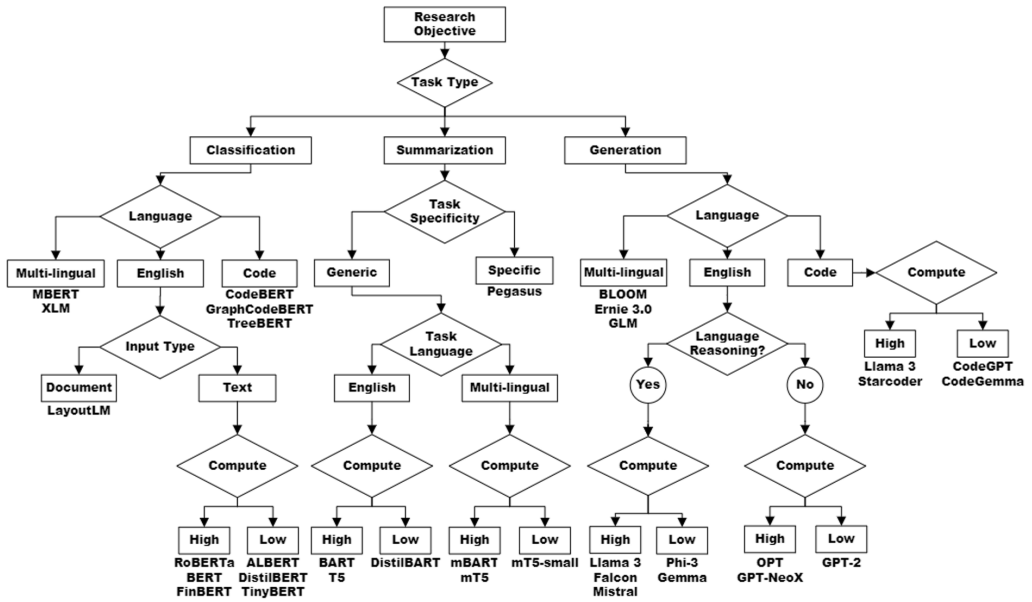 Research
Objective
Task Type
Classification
Summarization
Generation
Language
Task
Specificity
Language
Multi-lingual
MBERT
XLM
English
Code
CodeBERT
GraphCodeBERT
TreeBERT
Generic
Specific
Pegasus
Multi-lingual
BLOOM
Ernie 3.0
GLM
English
Code
Compute
High
Llama 3
Starcoder
Low
CodeGPT
CodeGemma
Input Type
Task
Language
Language
Reasoning?
Document
LayoutLM
Text
English
Multi-lingual
Yes
No
Compute
Compute
Compute
Compute
Compute
High
RoBERTa
BERT
FinBERT
Low
ALBERT
DistilBERT
TinyBERT
High
BART
T5
Low
DistilBART
High
mBART
mT5
Low
mT5-small
High
Llama 3
Falcon
Mistral
Low
Phi-3
Gemma
High
OPT
GPT-NeoX
Low
GPT-2